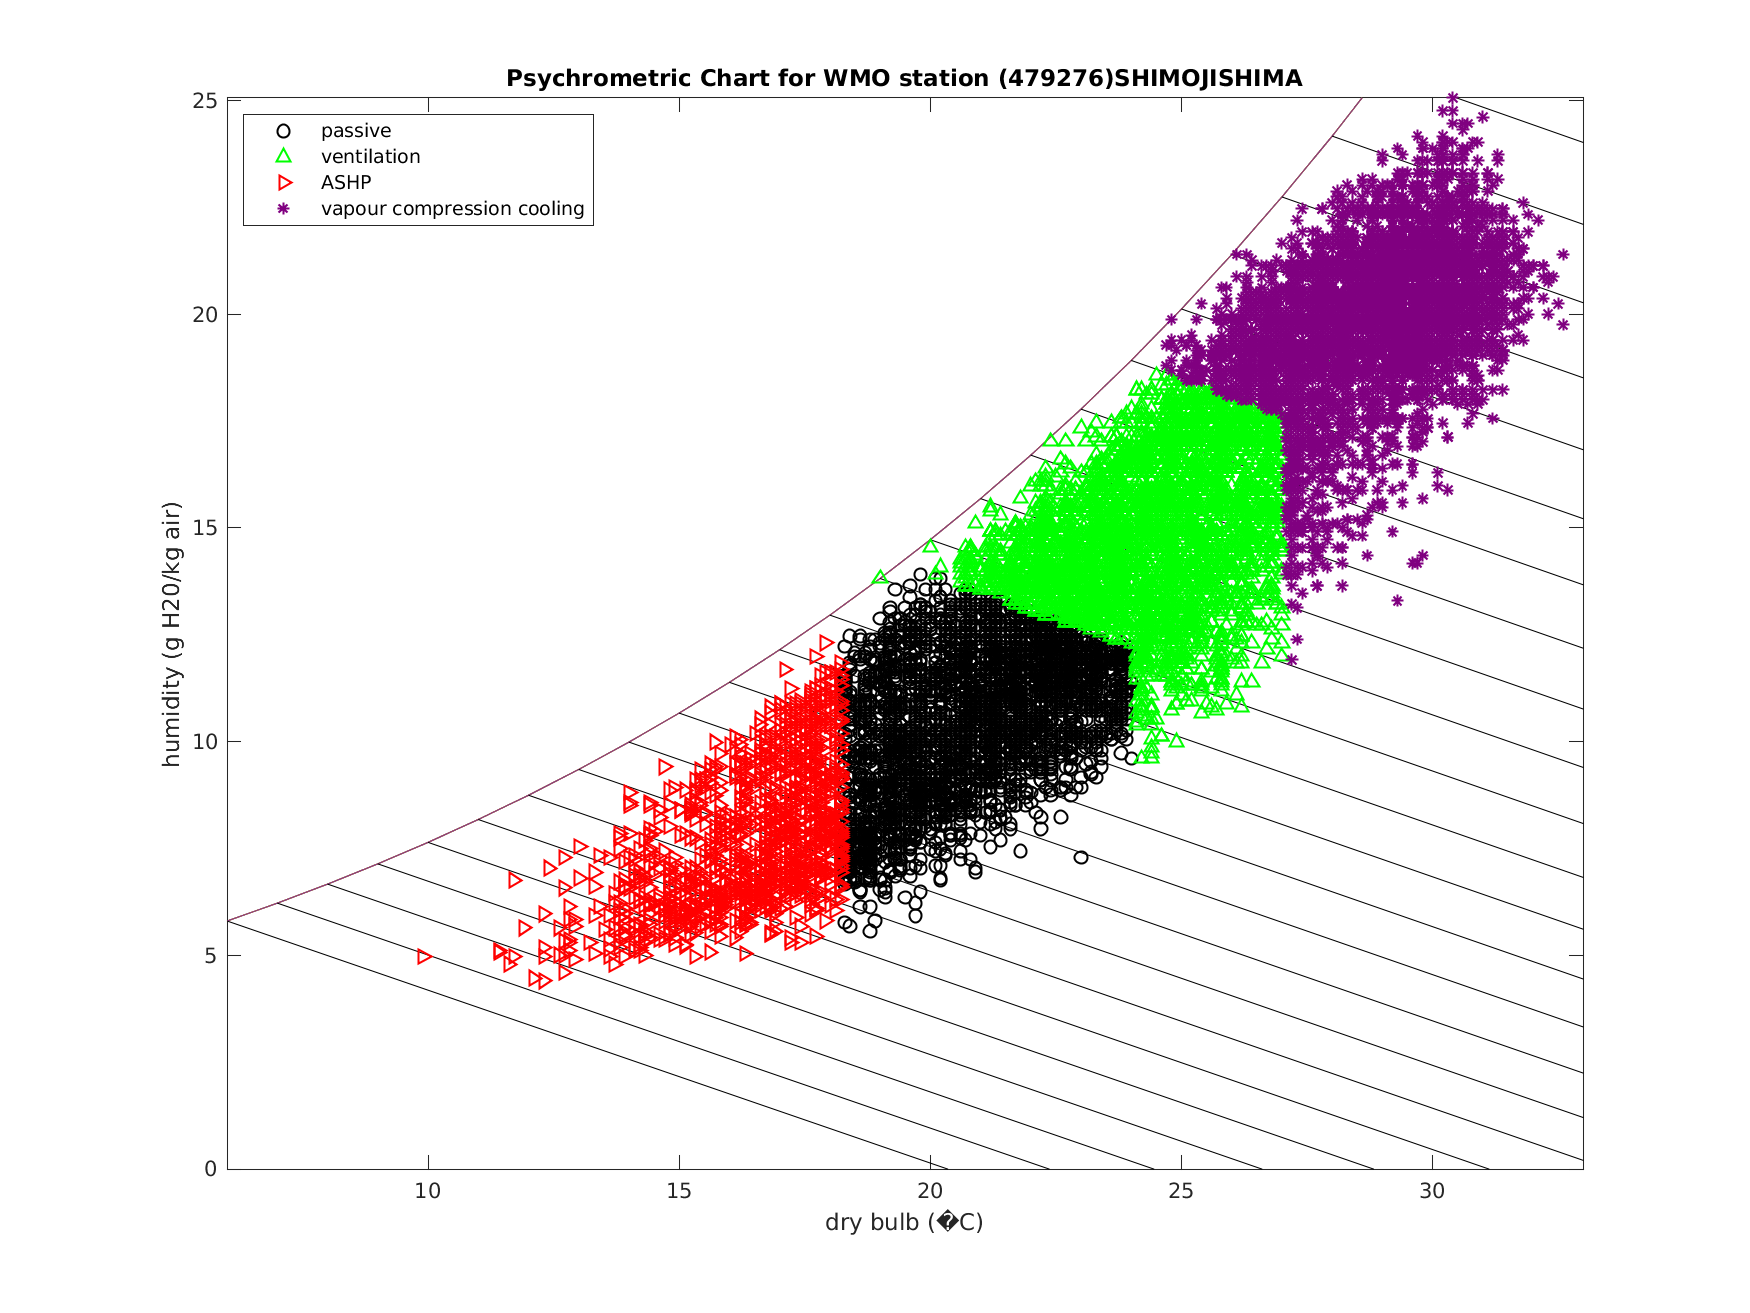 Psychrometric Chart for WMO station (479276)SHIMOJISHIMA
passive
ventilation
ASHP
vapour compression cooling
25
20
15
10
5
0
humidity (g H20/kg air)
10 15 20 25 30
dry bulb (�C)